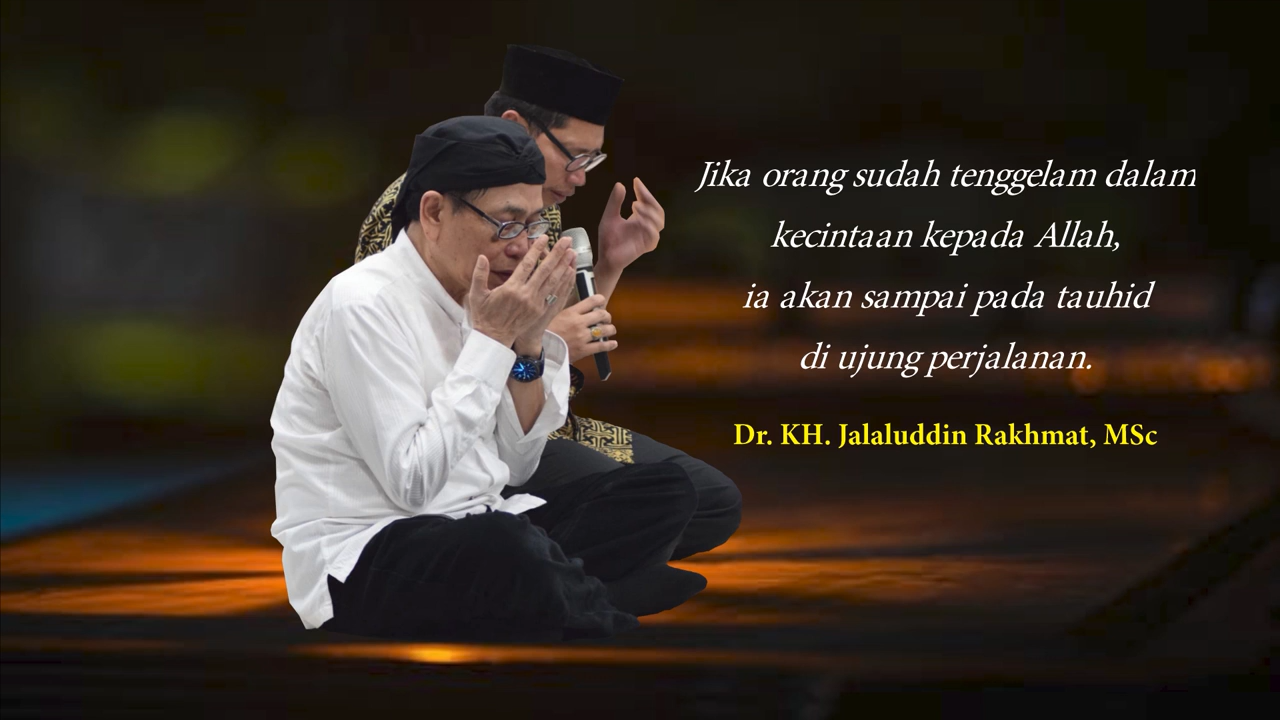 Jika orang sudah tenggelam dalam
kecintaan kepada Allah,
ia akan sampai pada tauhid
di ujung perjalanan.
Dr. KH. Jalaluddin Rakhmat, MSc